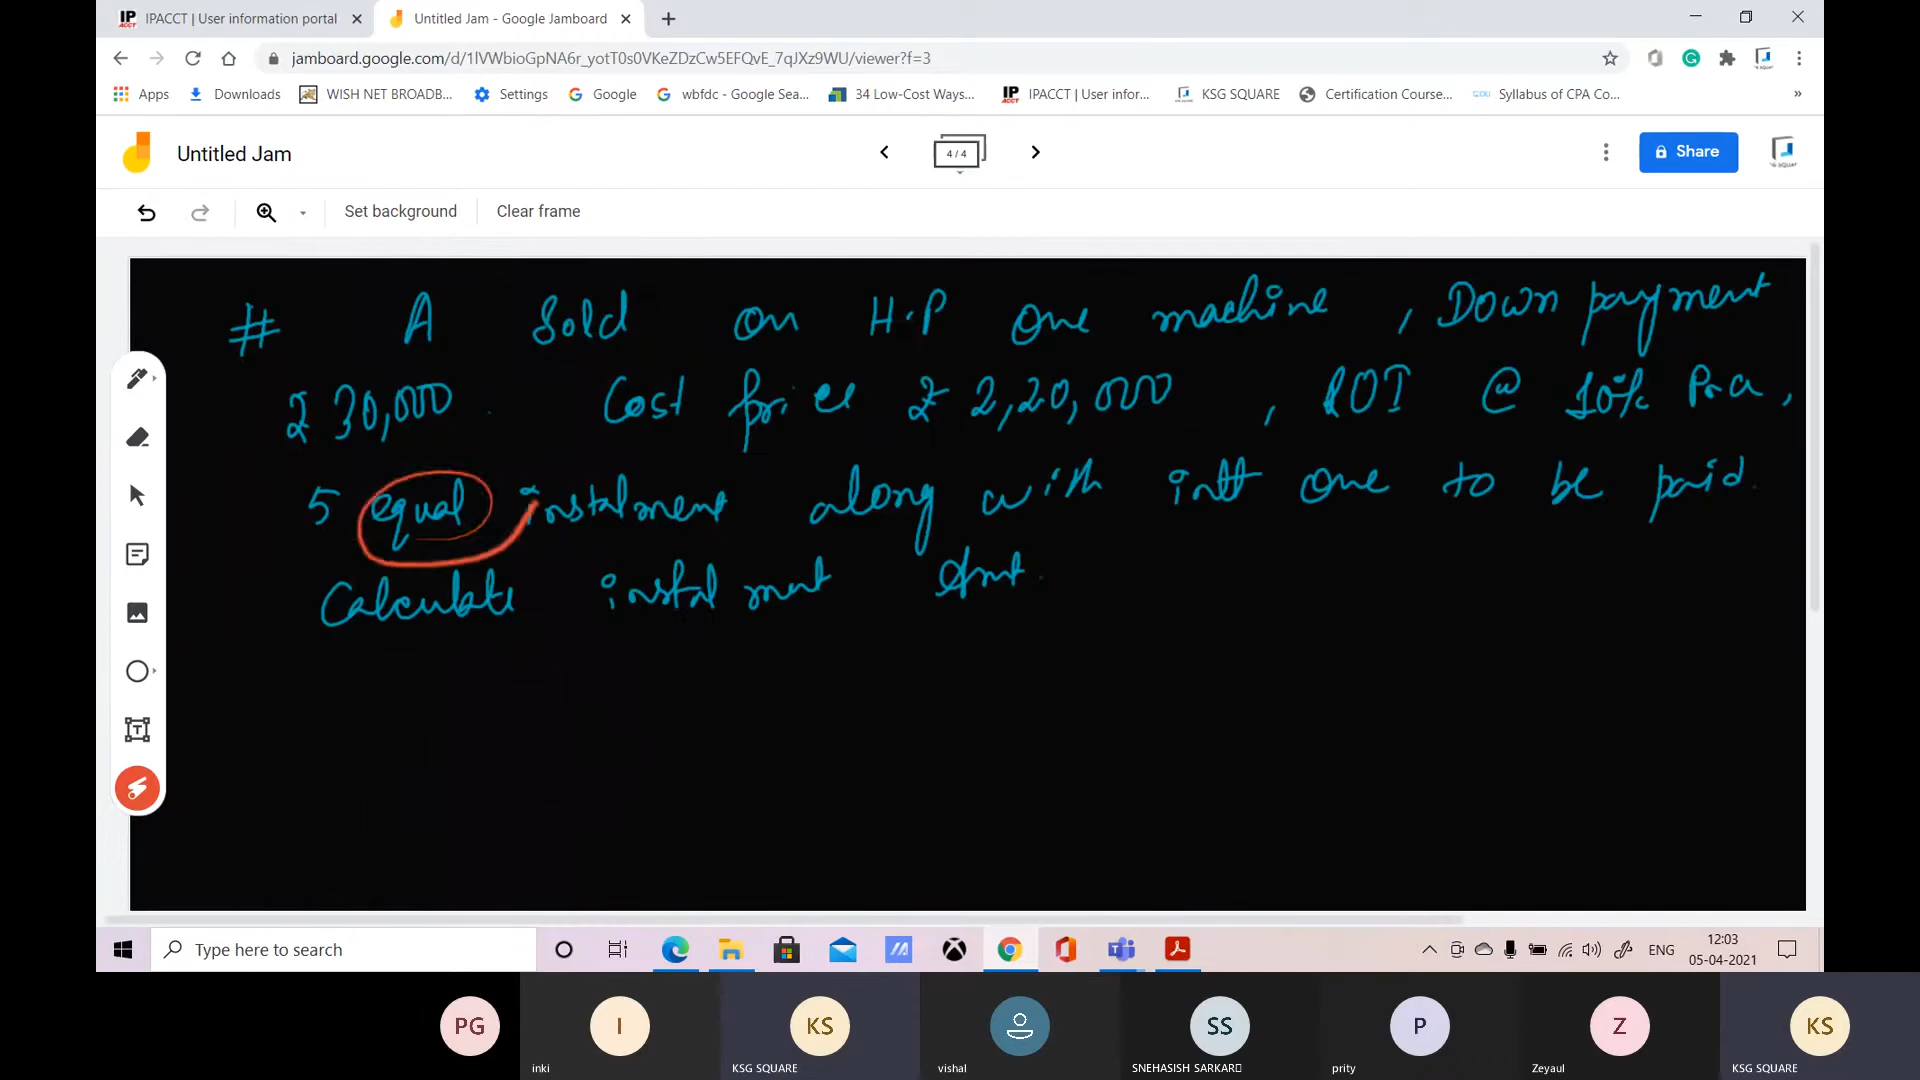 IPACCT | User information portal
Untitled Jam - Google Jamboard
jamboard.google.com/d/1lVWbioGpNA6r_yotT0s0VKeZDzCw5EFQvE_7qJXz9WU/viewer?f=3
Apps Downloads WISH NET BROADB... Settings Google wbfdc - Google Sea... 34 Low-Cost Ways... IPACCT | User infor... KSG SQUARE Certification Course... Syllabus of CPA Co... »
Untitled Jam
4 / 4
Share
Set background Clear frame
# A Sold on H.P One machine , Down payment
₹ 30,000 . Cost price ₹ 2,20,000 , ROI @ 10% P.a,
5 equal instalment along with intt one to be paid.
Calculate instalment Amt.
Type here to search
ENG
12:03
05-04-2021
PG I KS SS P Z KS
inki KSG SQUARE vishal SNEHASISH SARKAR prity Zeyaul KSG SQUARE